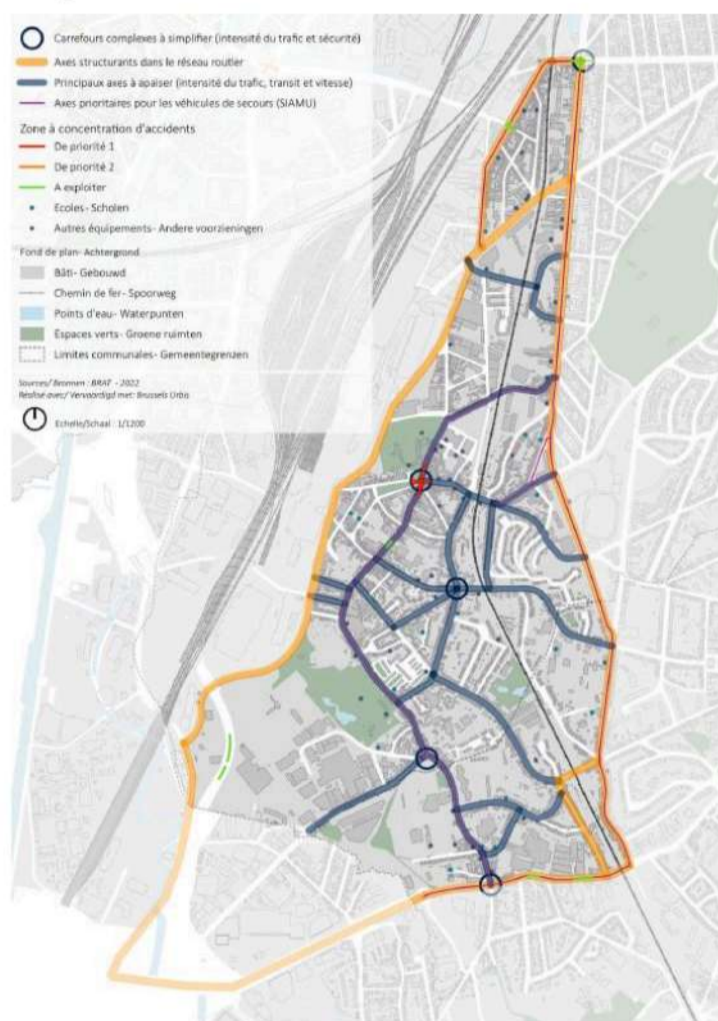 Carrefours complexes à simplifier (intensité du trafic et sécurité)
Axes structurants dans le réseau routier
Principaux axes à apaiser (intensité du trafic, transit et vitesse)
Axes prioritaires pour les véhicules de secours (SIAMU)
Zone à concentration d'accidents
De priorité 1
De priorité 2
A exploiter
Ecoles- Scholen
Autres équipements- Andere voorzieningen
Fond de plan- Achtergrond
Bâti- Gebouwd
Chemin de fer- Spoorweg
Points d'eau- Waterpunten
Espaces verts- Groene ruimten
Limites communales- Gemeentegrenzen
Sources/ Bronnen : BRAT - 2022
Réalisé avec/ Vervaardigd met: Brussels Urbis
Echelle/Schaal : 1/1200